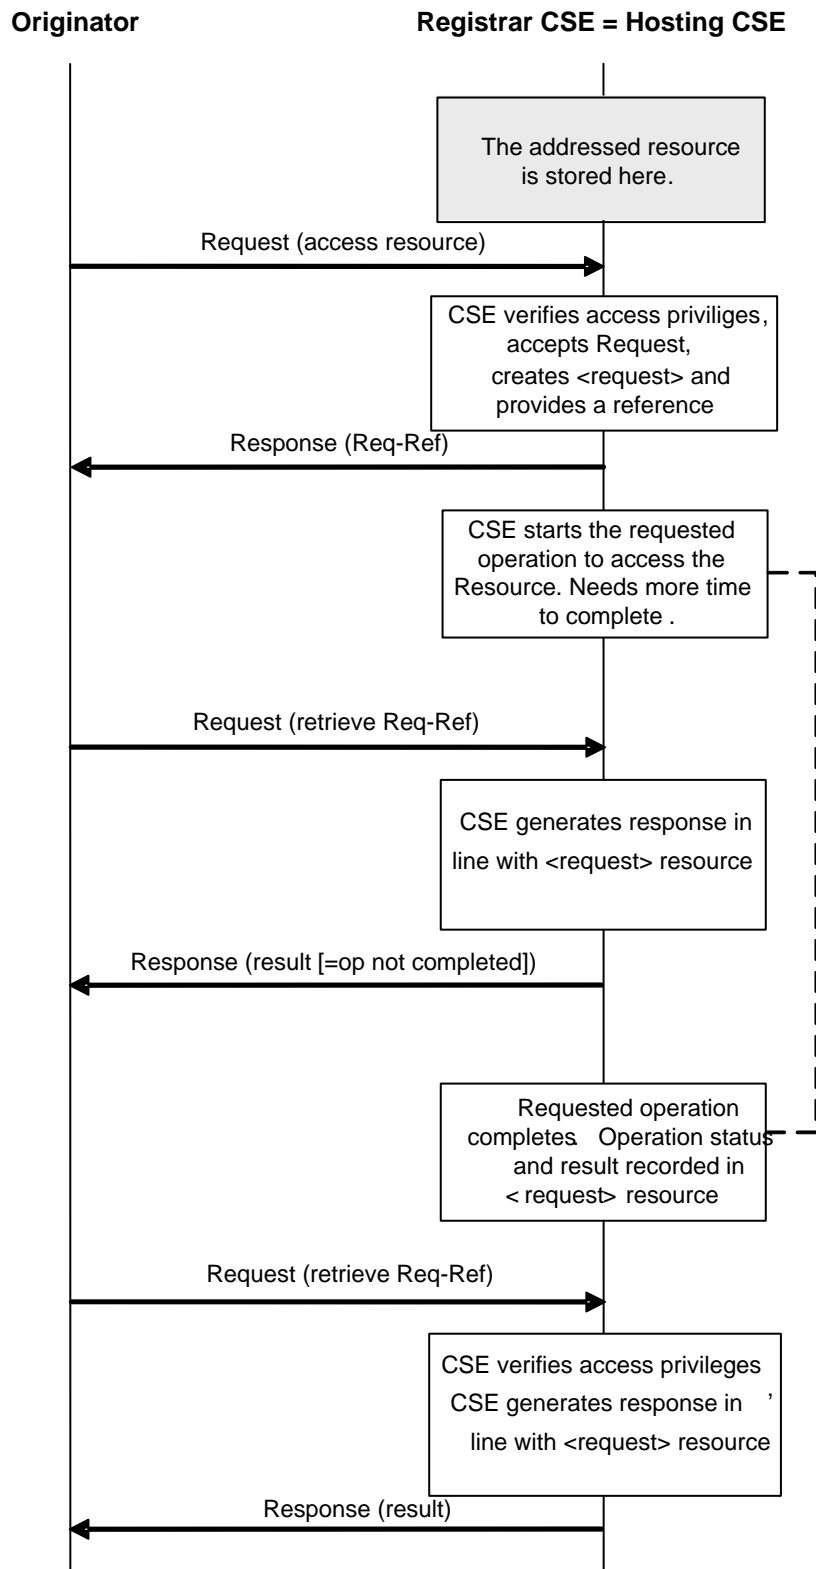 Originator
Registrar CSE = Hosting CSE
The addressed resource
is stored here.
Request (access resource)
CSE verifies access priviliges,
accepts Request,
creates <request> and
provides a reference
Response (Req-Ref)
CSE starts the requested
operation to access the
Resource. Needs more time
to complete .
Request (retrieve Req-Ref)
CSE generates response in
line with <request> resource
Response (result [=op not completed])
Requested operation
completes. Operation status
and result recorded in
< request> resource
Request (retrieve Req-Ref)
CSE verifies access privileges
CSE generates response in ,
line with <request> resource
Response (result)